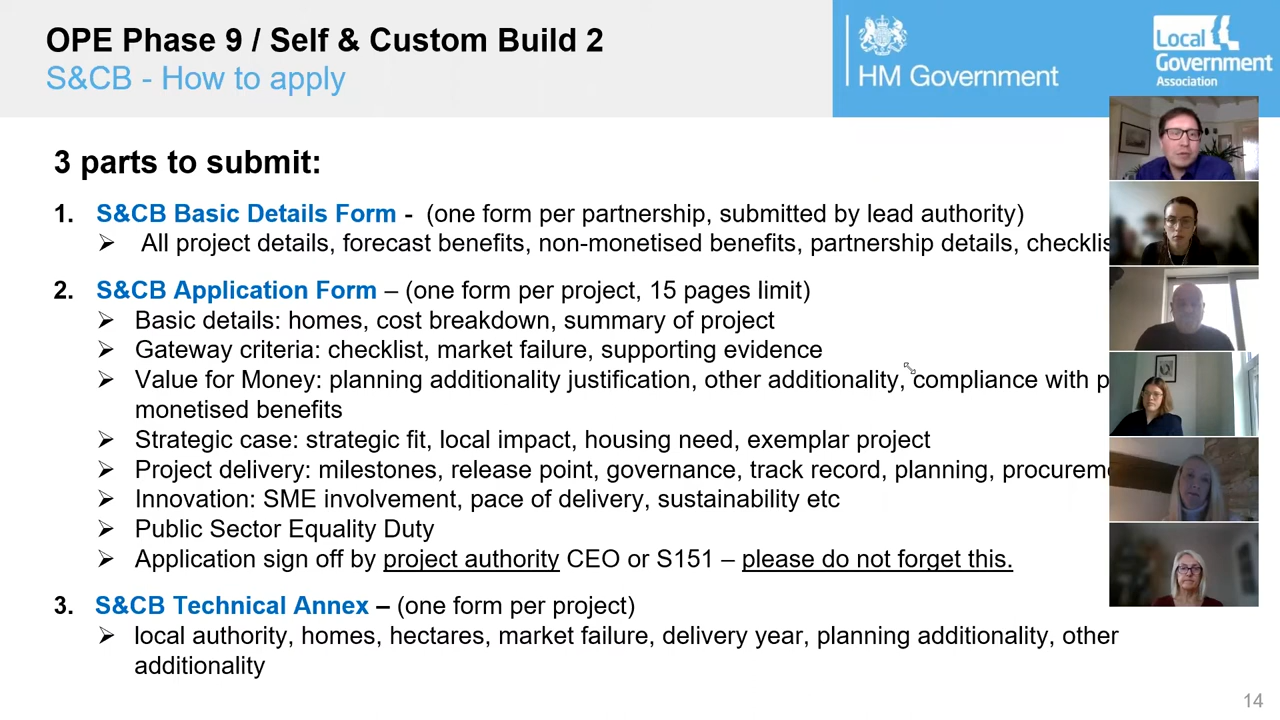 OPE Phase 9 / Self & Custom Build 2
S&CB - How to apply
HM Government
Local
Government
Association
3 parts to submit:
1. S&CB Basic Details Form - (one form per partnership, submitted by lead authority)
➢ All project details, forecast benefits, non-monetised benefits, partnership details,
2. S&CB Application Form – (one form per project, 15 pages limit)
➢ Basic details: homes, cost breakdown, summary of project
➢ Gateway criteria: checklist, market failure, supporting evidence
➢ Value for Money: planning additionality justification, other additionality, compliance with
monetised benefits
➢ Strategic case: strategic fit, local impact, housing need, exemplar project
➢ Project delivery: milestones, release point, governance, track record, planning,
➢ Innovation: SME involvement, pace of delivery, sustainability etc
➢ Public Sector Equality Duty
➢ Application sign off by project authority CEO or S151 – please do not forget this.
3. S&CB Technical Annex – (one form per project)
➢ local authority, homes, hectares, market failure, delivery year, planning additionality, other
additionality
14